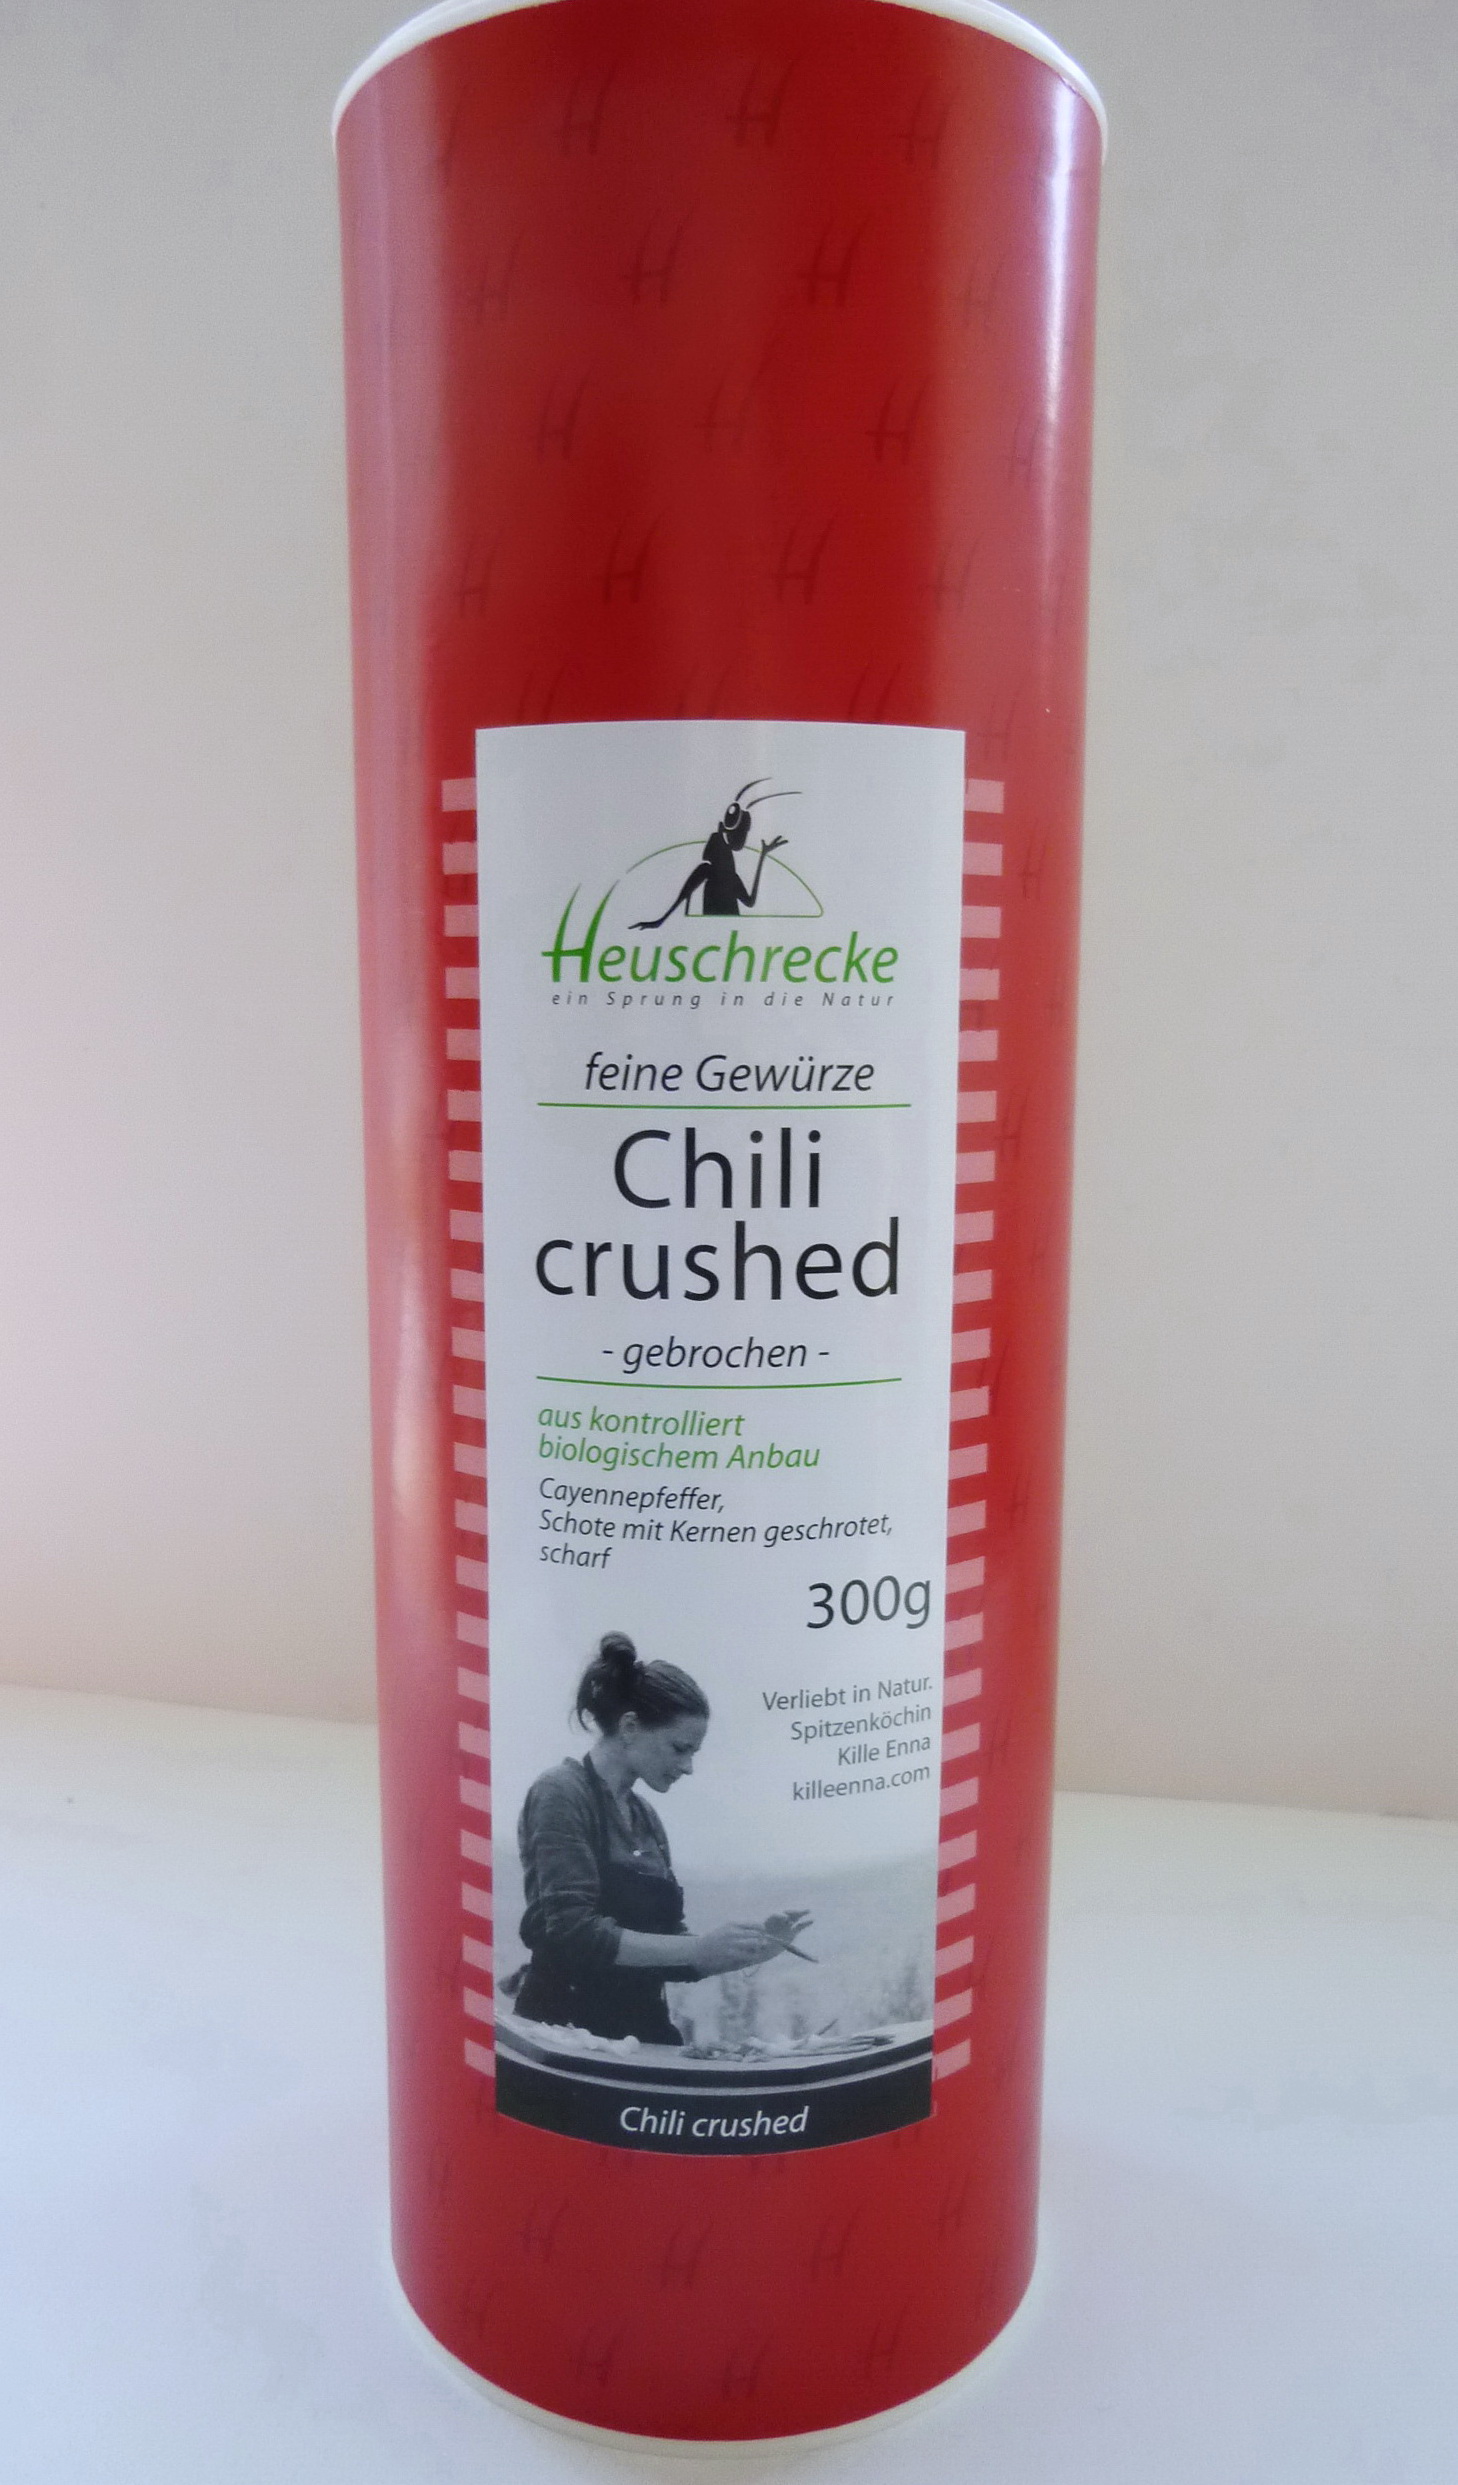 Heuschrecke
ein Sprung in die Natur
feine Gewürze
Chili
crushed
- gebrochen -
aus kontrolliert
biologischem Anbau
Cayennepfeffer,
Schote mit Kernen geschrotet,
scharf
300g
Verliebt in Natur.
Spitzenköchin
Kille Enna
killeenna.com
Chili crushed